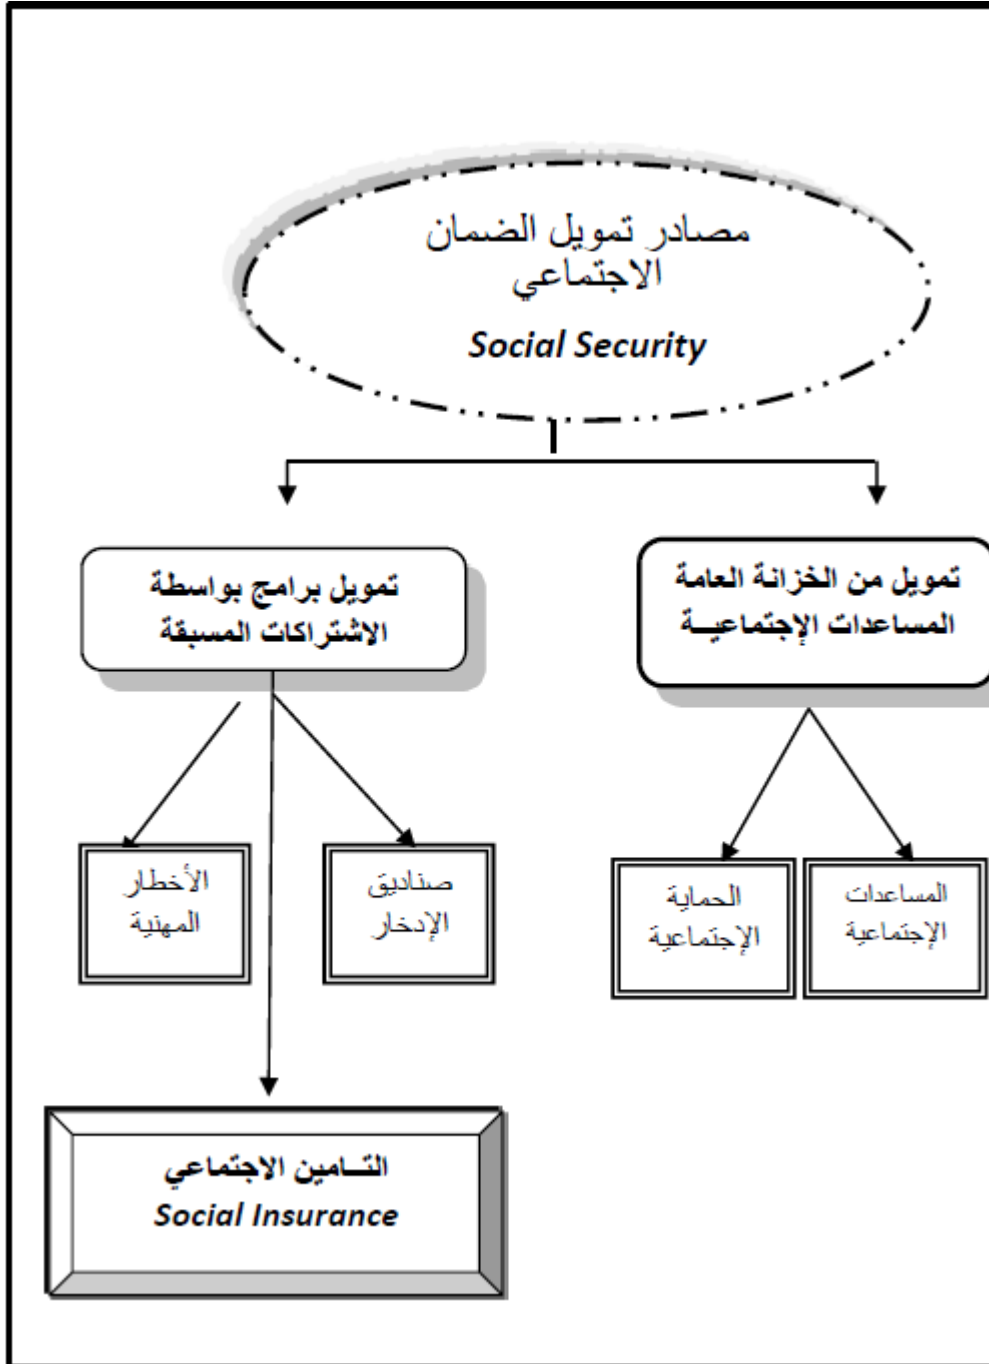 مصادر تمويل الضمان
الاجتماعي
Social Security
تمويل من الخزانة العامة
المساعدات الإجتماعيــة
تمويل برامج بواسطة
الاشتراكات المسبقة
المساعدات
الإجتماعية
الحماية
الإجتماعية
صناديق
الإدخار
الأخطار
المهنية
التــامين الاجتماعي
Social Insurance